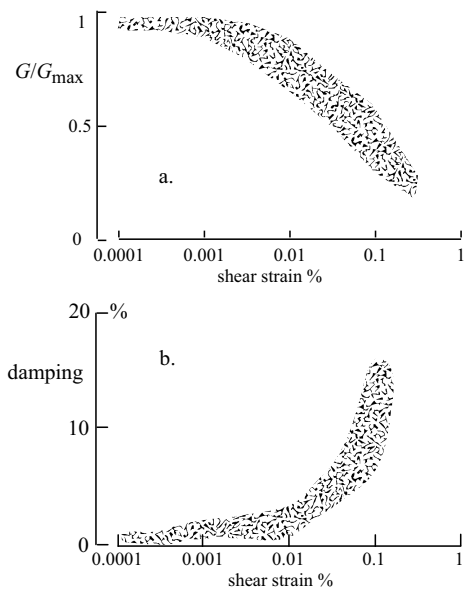 1
G/Gmax
0.5
a.
0
0.0001 0.001 0.01 0.1 1
shear strain %
20 %
b.
damping
10
0
0.0001 0.001 0.01 0.1 1
shear strain %